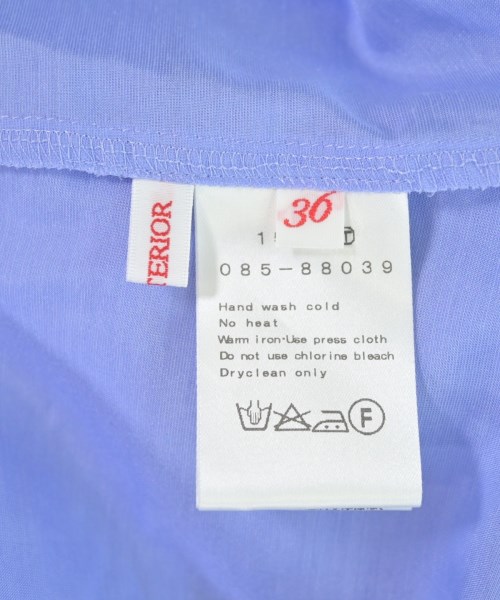 36
085-88039
TERIOR
Hand wash cold
No heat
Warm iron·Use press cloth
Do not use chlorine bleach
Dryclean only
F